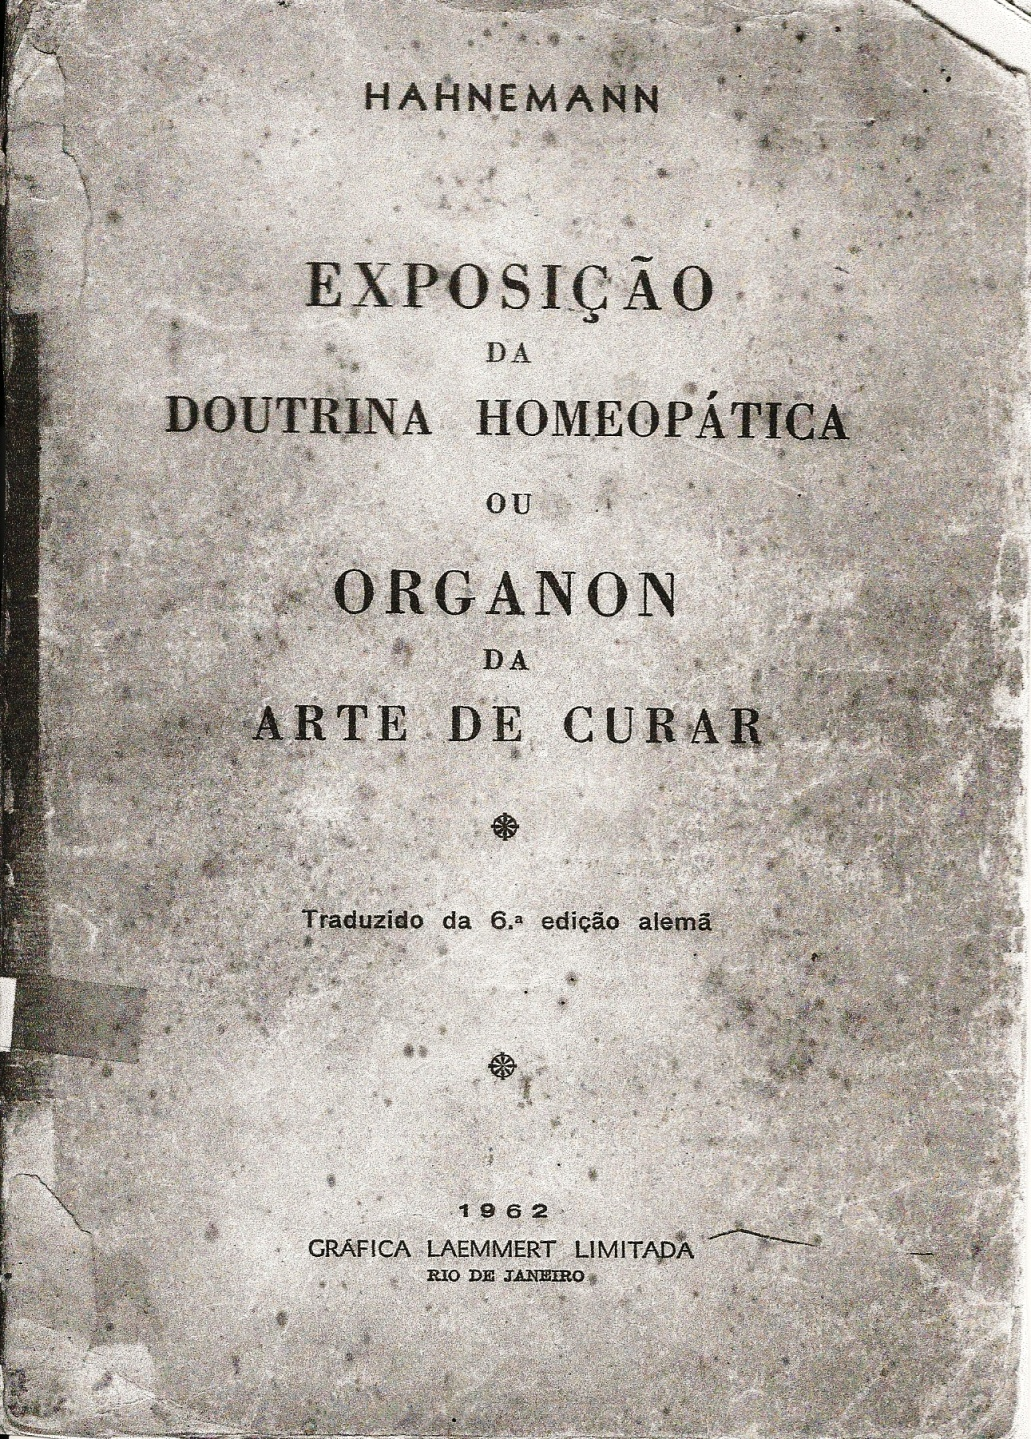 HAHNEMANN
EXPOSIÇÃO
DA
DOUTRINA HOMEOPÁTICA
OU
ORGANON
DA
ARTE DE CURAR
Traduzido da 6.ª edição alemã
1962
GRÁFICA LAEMMERT LIMITADA
RIO DE JANEIRO